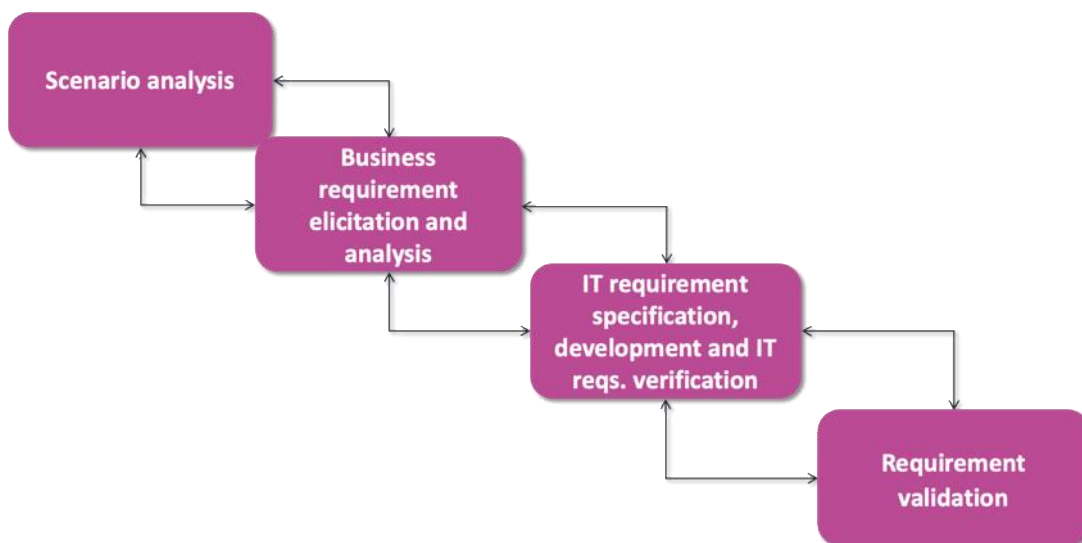 Scenario analysis
Business
requirement
elicitation and
analysis
IT requirement
specification,
development and IT
reqs. verification
Requirement
validation